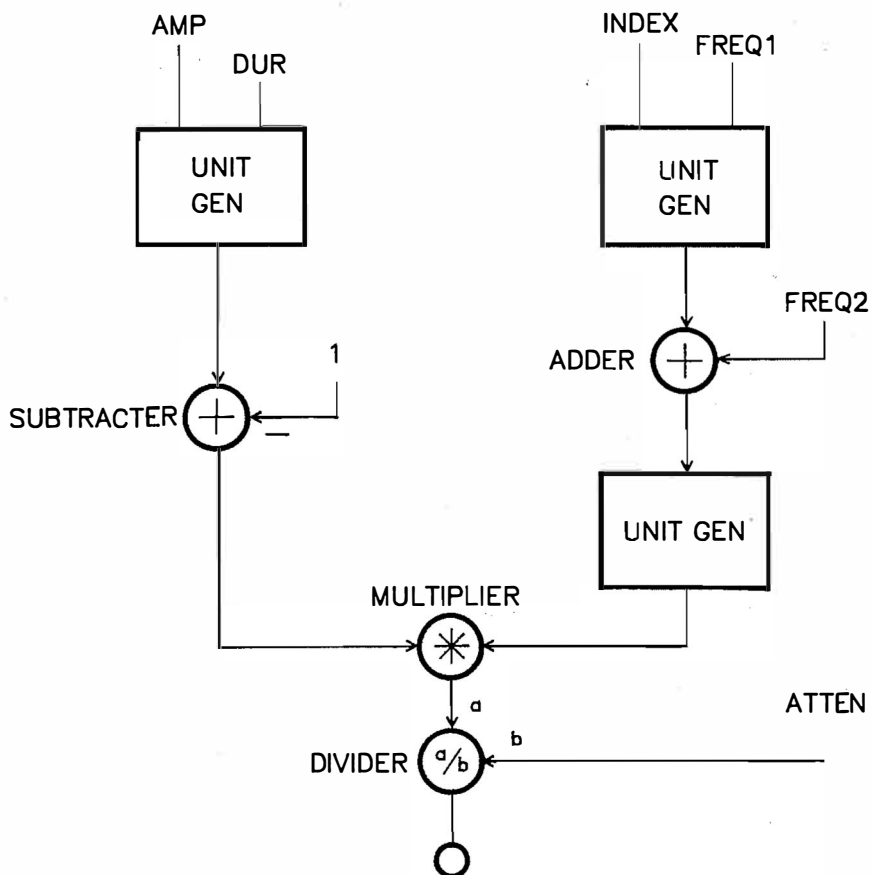 AMP
DUR
UNIT
GEN
INDEX
FREQ1
UNIT
GEN
FREQ2
ADDER
1
SUBTRACTER
UNIT GEN
MULTIPLIER
a
ATTEN
b
DIVIDER
a/b